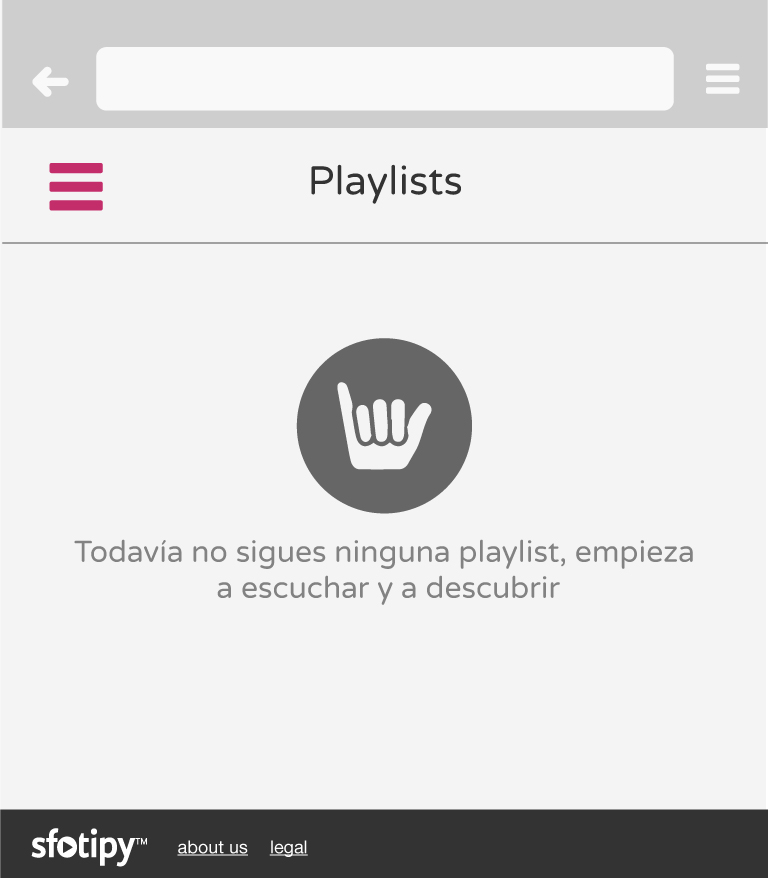 Playlists
Todavía no sigues ninguna playlist, empieza
a escuchar y a descubrir
sfotipy™ about us legal